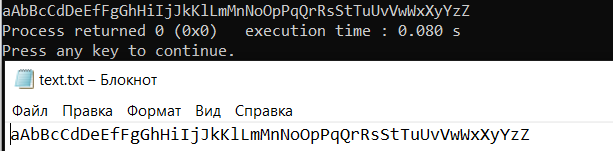 aAbBcCdDeEfFgGhHiIjJkKlLmMnNoOpPqQrRsStTuUvVwWxXyYzZ
Process returned 0 (0x0)   execution time : 0.080 s
Press any key to continue.
text.txt – Блокнот
Файл Правка Формат Вид Справка
aAbBcCdDeEfFgGhHiIjJkKlLmMnNoOpPqQrRsStTuUvVwWxXyYzZ